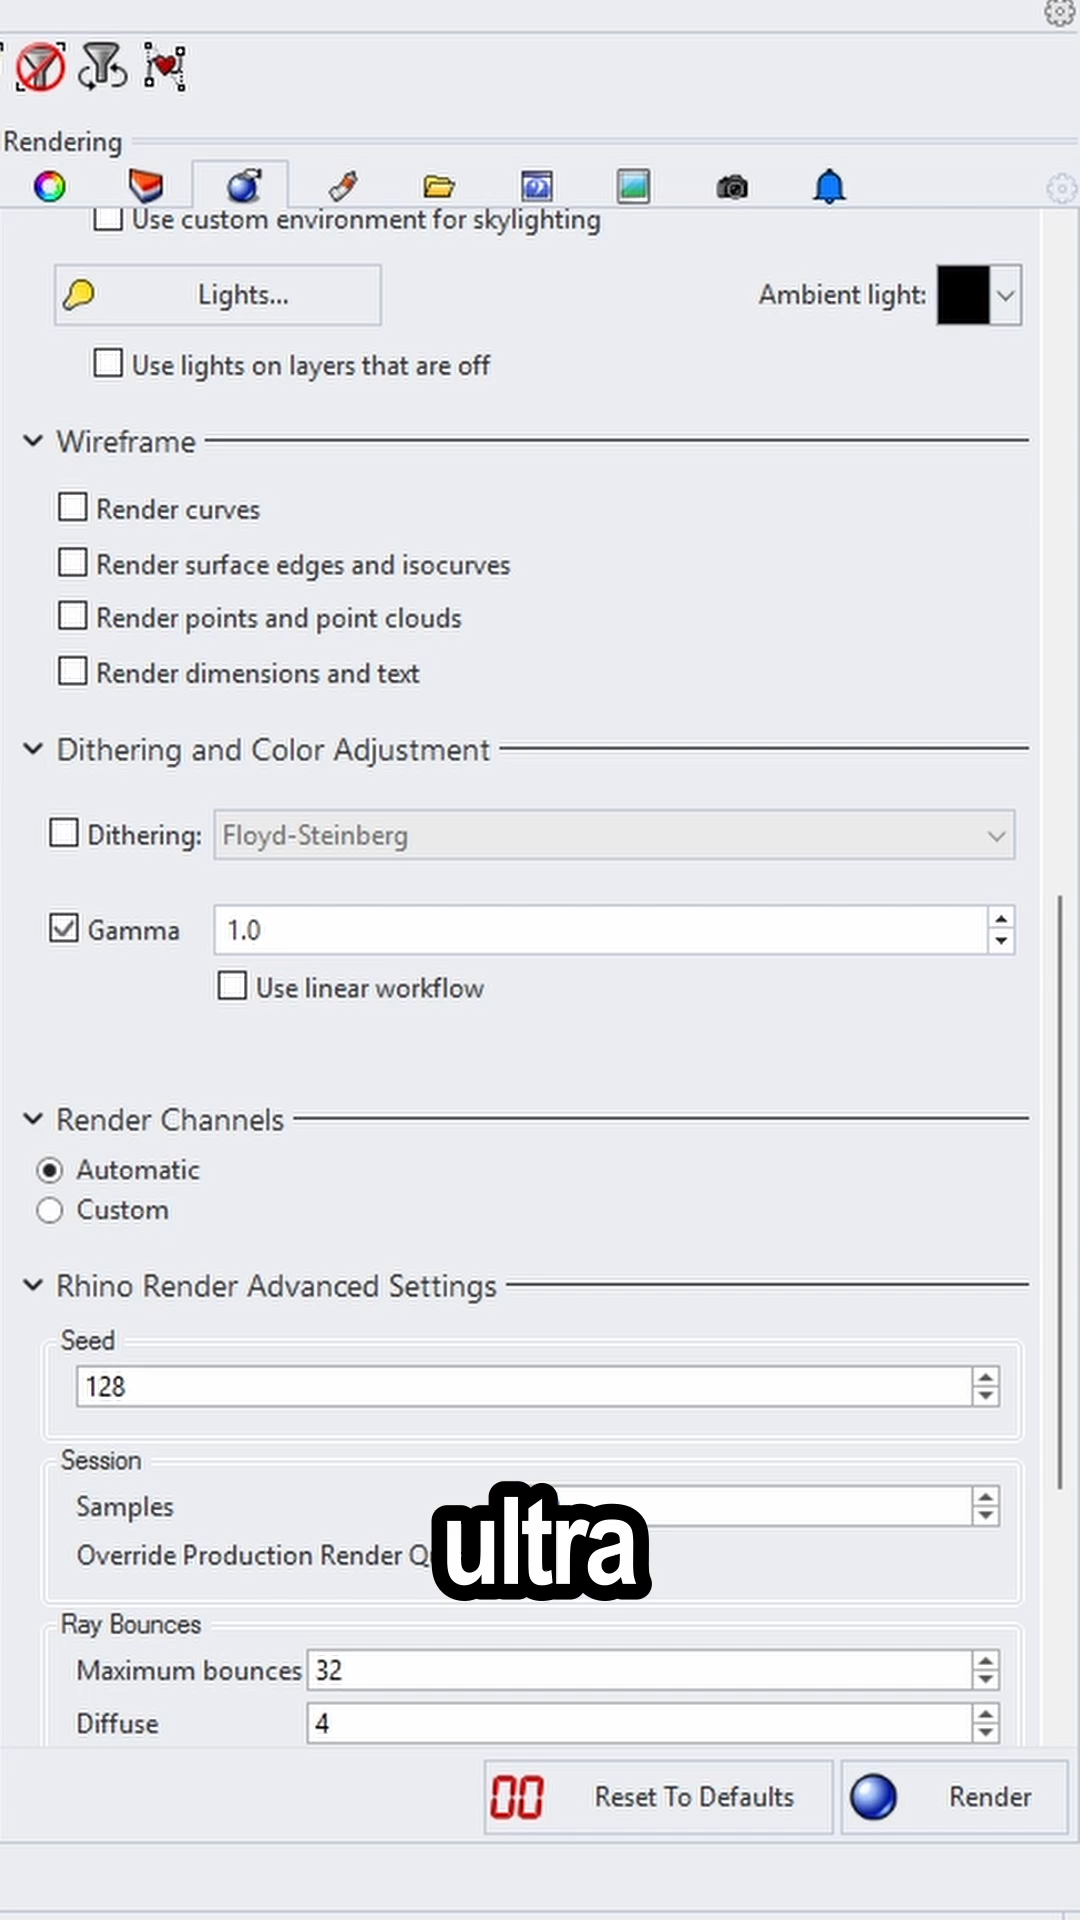 Rendering
Use custom environment for skylighting
Lights...
Ambient light:
Use lights on layers that are off
Wireframe
Render curves
Render surface edges and isocurves
Render points and point clouds
Render dimensions and text
Dithering and Color Adjustment
Dithering: Floyd-Steinberg
Gamma 1.0
Use linear workflow
Render Channels
Automatic
Custom
Rhino Render Advanced Settings
Seed
128
Session
Samples
ultra
Override Production Render
Ray Bounces
Maximum bounces 32
Diffuse 4
00 Reset To Defaults Render